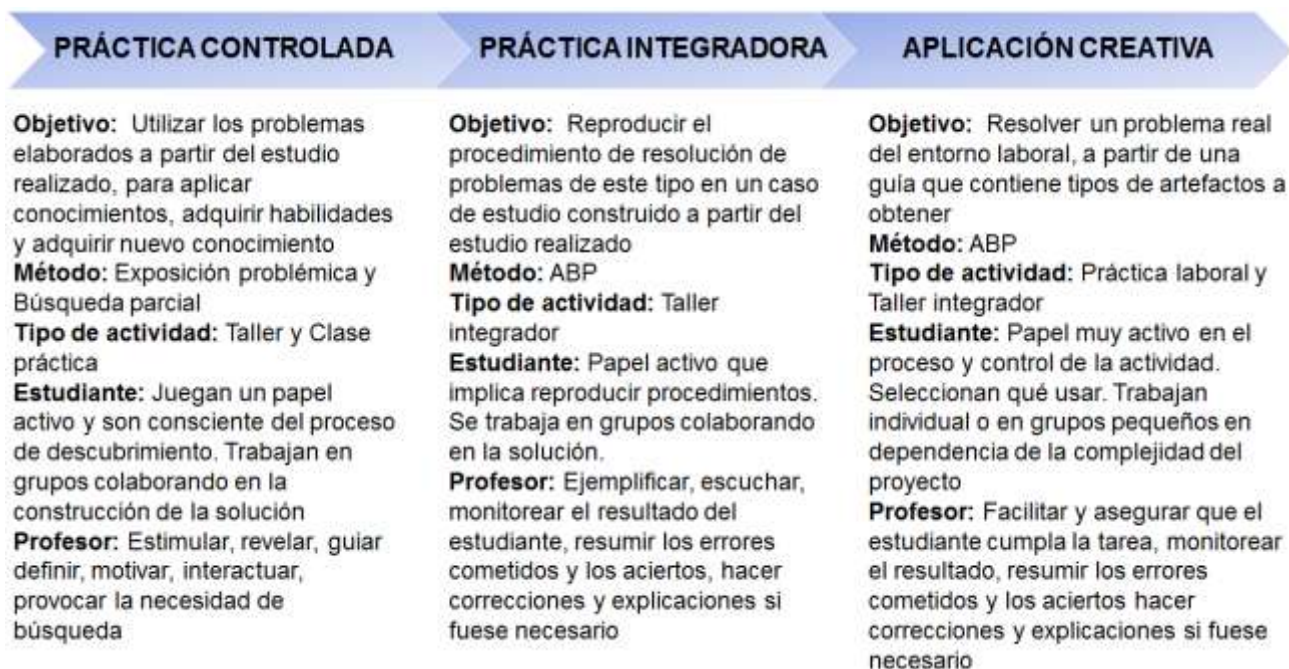 PRÁCTICA CONTROLADA
PRÁCTICA INTEGRADORA
APLICACIÓN CREATIVA
Objetivo: Utilizar los problemas
elaborados a partir del estudio
realizado, para aplicar
conocimientos, adquirir habilidades
y adquirir nuevo conocimiento
Método: Exposición problémica y
Búsqueda parcial
Tipo de actividad: Taller y Clase
práctica
Estudiante: Juegan un papel
activo y son consciente del proceso
de descubrimiento. Trabajan en
grupos colaborando en la
construcción de la solución
Profesor: Estimular, revelar, guiar
definir, motivar, interactuar,
provocar la necesidad de
búsqueda
Objetivo: Reproducir el
procedimiento de resolución de
problemas de este tipo en un caso
de estudio construido a partir del
estudio realizado
Método: ABP
Tipo de actividad: Taller
integrador
Estudiante: Papel activo que
implica reproducir procedimientos.
Se trabaja en grupos colaborando
en la solución.
Profesor: Ejemplificar, escuchar,
monitorear el resultado del
estudiante, resumir los errores
cometidos y los aciertos, hacer
correcciones y explicaciones si
fuese necesario
Objetivo: Resolver un problema real
del entorno laboral, a partir de una
guía que contiene tipos de artefactos a
obtener
Método: ABP
Tipo de actividad: Práctica laboral y
Taller integrador
Estudiante: Papel muy activo en el
proceso y control de la actividad.
Seleccionan qué usar. Trabajan
individual o en grupos pequeños en
dependencia de la complejidad del
proyecto
Profesor: Facilitar y asegurar que el
estudiante cumpla la tarea, monitorear
el resultado, resumir los errores
cometidos y los aciertos hacer
correcciones y explicaciones si fuese
necesario